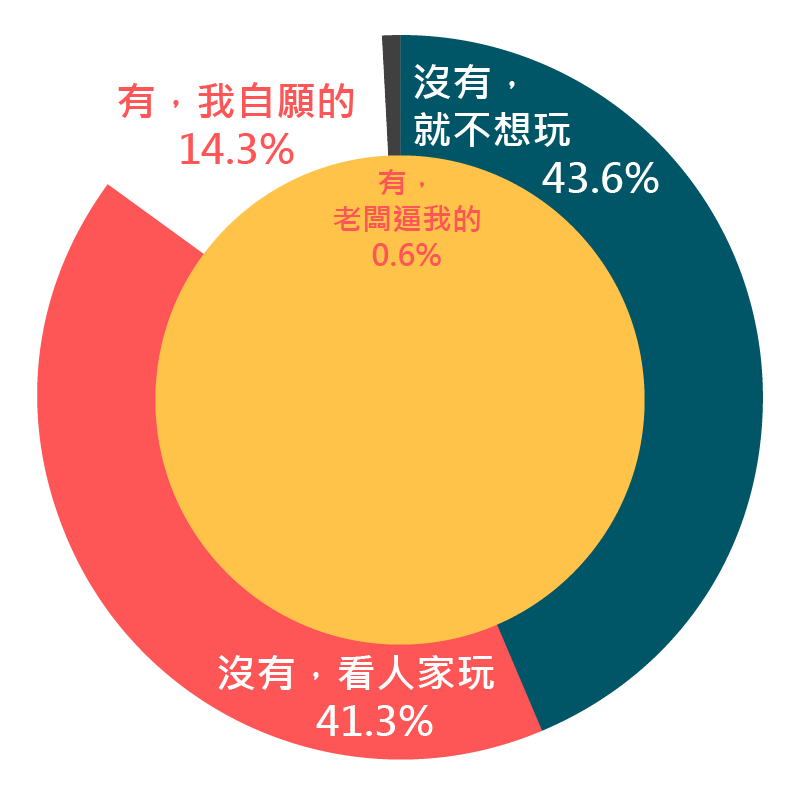 沒有，
就不想玩
43.6%
有，我自願的
14.3%
有，
老闆逼我的
0.6%
沒有，看人家玩
41.3%